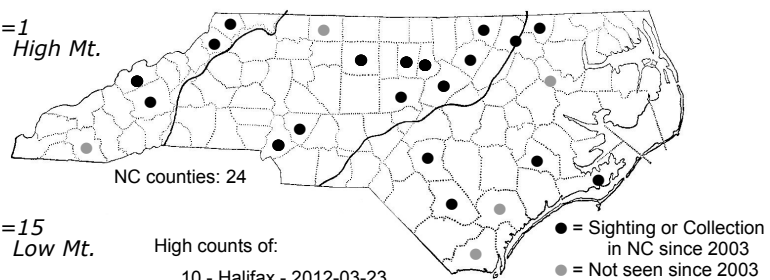 =1
High Mt.
NC counties: 24
=15
Low Mt.
High counts of:
10 - Halifax - 2012-03-23
= Sighting or Collection
in NC since 2003
= Not seen since 2003